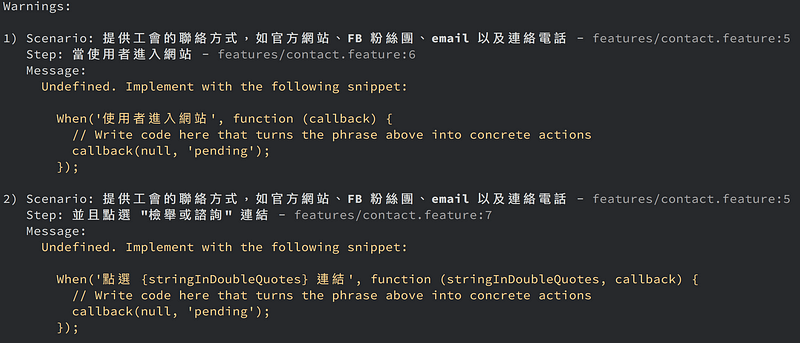 Warnings:
1) Scenario: 提供工會的聯絡方式，如官方網站、FB 粉絲團、email 以及連絡電話 - features/contact.feature:5
Step: 當使用者進入網站 - features/contact.feature:6
Message:
Undefined. Implement with the following snippet:
When('使用者進入網站', function (callback) {
// Write code here that turns the phrase above into concrete actions
callback(null, 'pending');
});
2) Scenario: 提供工會的聯絡方式，如官方網站、FB 粉絲團、email 以及連絡電話 - features/contact.feature:5
Step: 並且點選 "檢舉或諮詢" 連結 - features/contact.feature:7
Message:
Undefined. Implement with the following snippet:
When('點選 {stringInDoubleQuotes} 連結', function (stringInDoubleQuotes, callback) {
// Write code here that turns the phrase above into concrete actions
callback(null, 'pending');
});